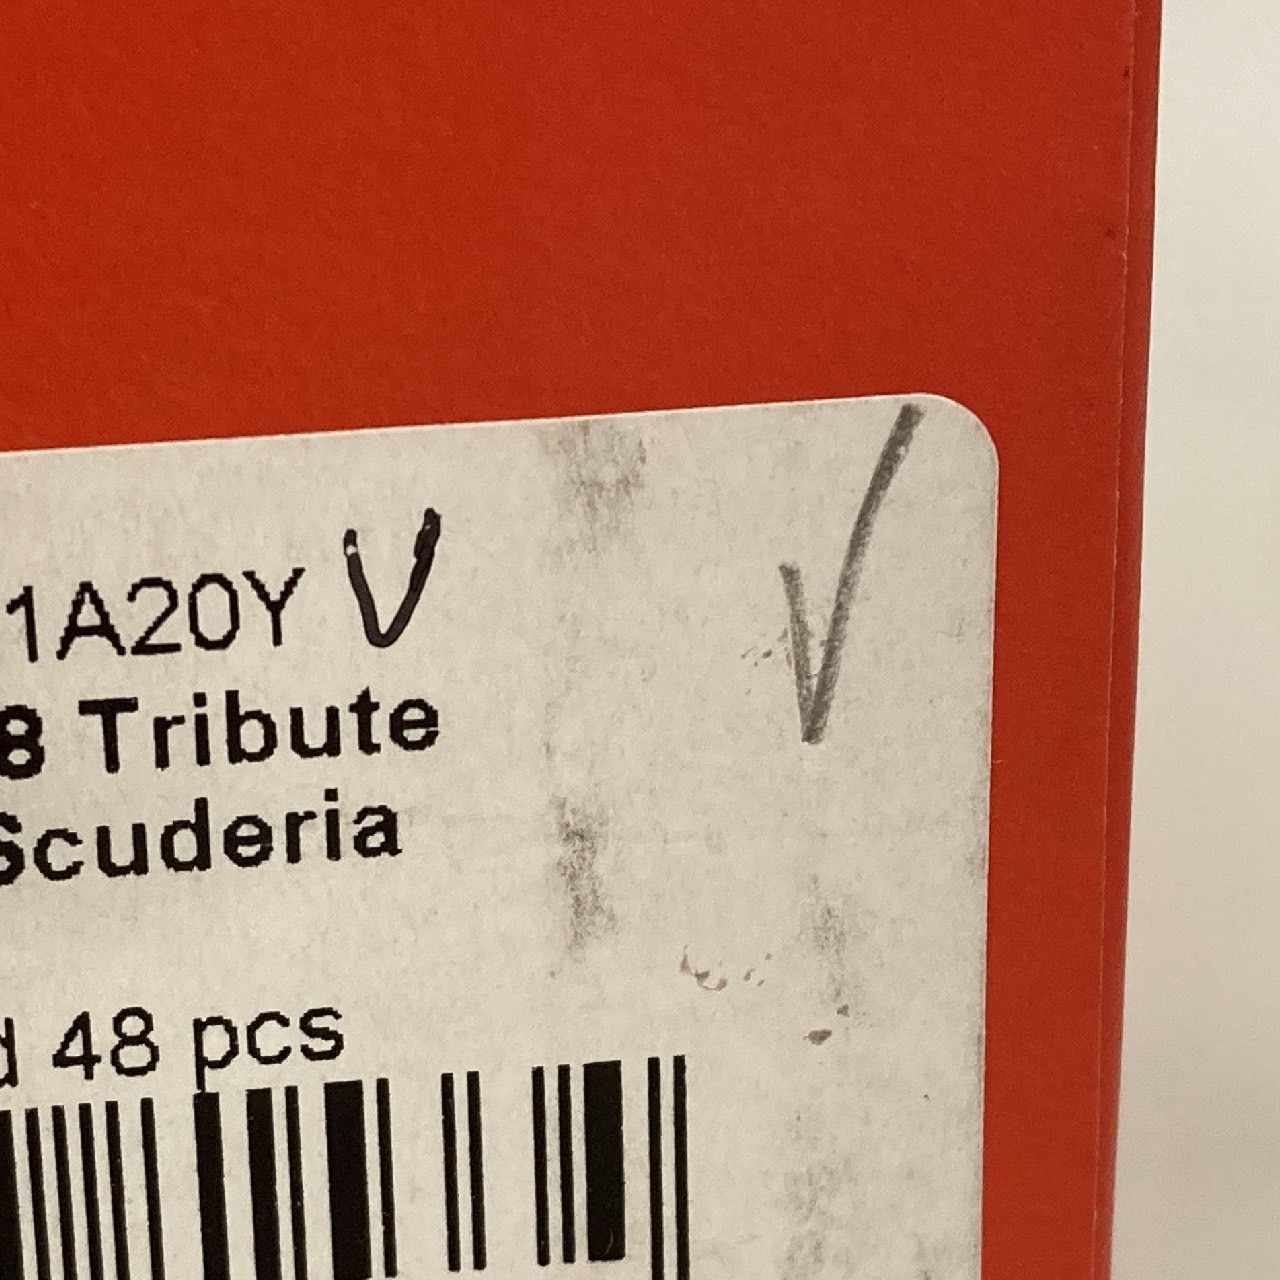 1A20Y V
8 Tribute
Scuderia
d 48 pcs